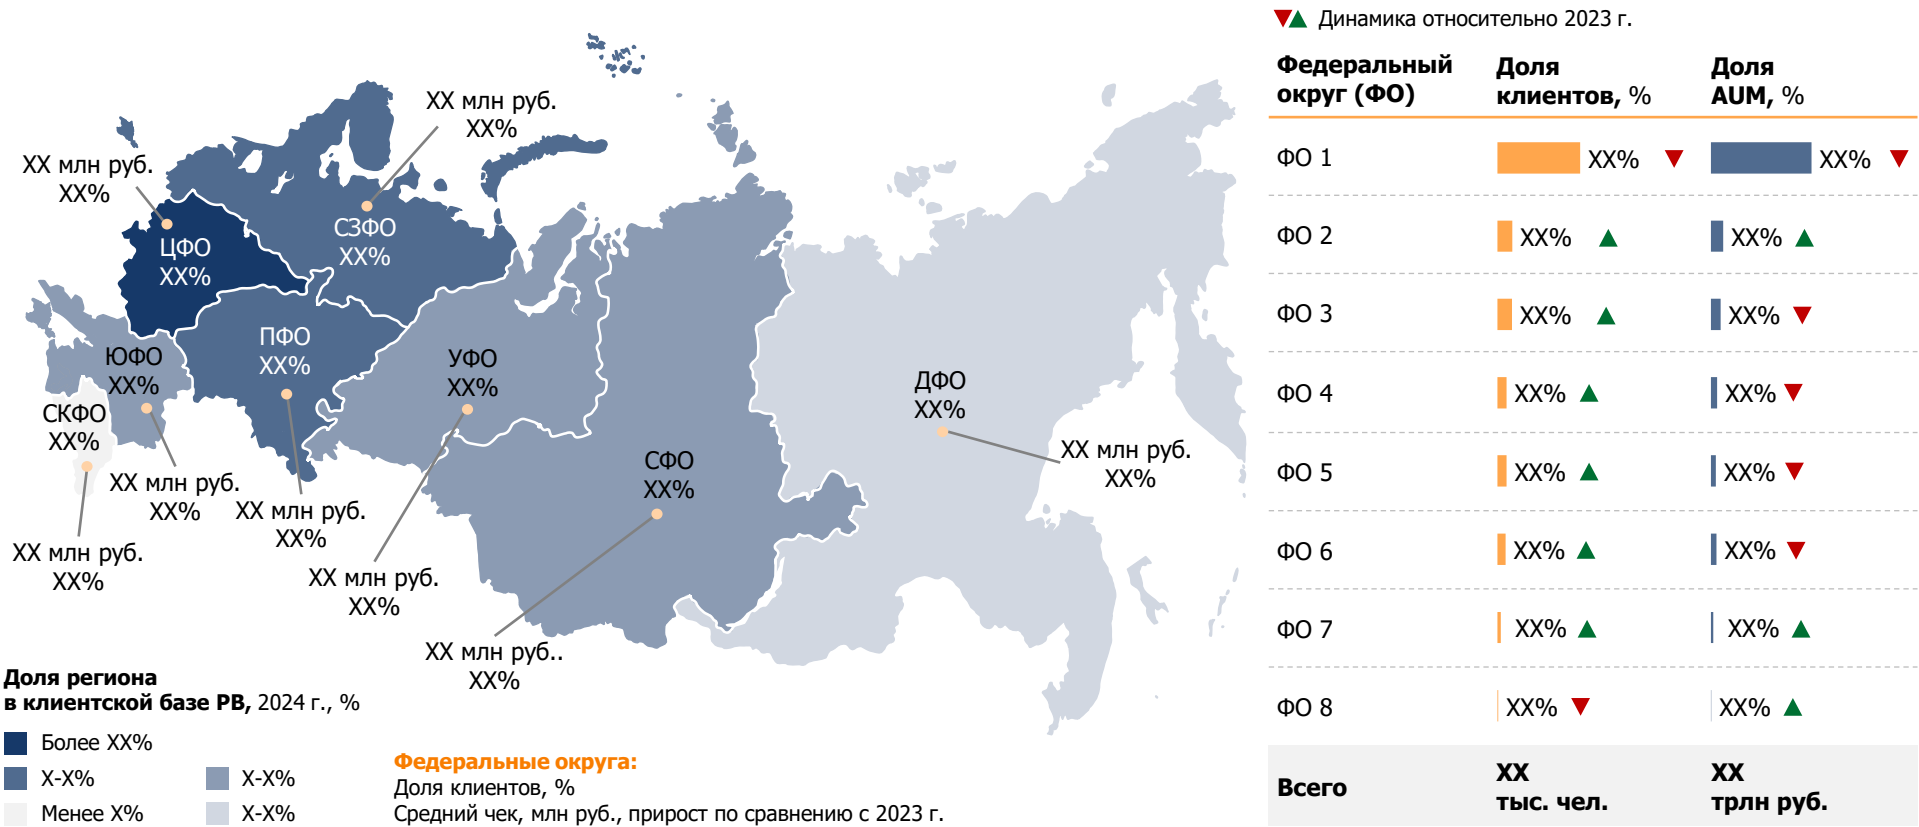 XX млн руб.
XX%
XX млн руб.
XX%
ЦФО
XX%
СЗФО
XX%
ПФО
XX%
ЮФО
XX%
СКФО
XX%
УФО
XX%
СФО
XX%
ДФО
XX%
XX млн руб.
XX%
XX млн руб.
XX%
XX млн руб.
XX%
XX млн руб.
XX%
XX млн руб.
XX%
XX млн руб..
XX%
Доля региона
в клиентской базе PB, 2024 г., %
Более XX%
X-X%
X-X%
Менее X%
X-X%
Федеральные округа:
Доля клиентов, %
Средний чек, млн руб., прирост по сравнению с 2023 г.
Динамика относительно 2023 г.
Федеральный округ (ФО) Доля клиентов, % Доля AUM, %
ФО 1 XX% XX%
ФО 2 XX% XX%
ФО 3 XX% XX%
ФО 4 XX% XX%
ФО 5 XX% XX%
ФО 6 XX% XX%
ФО 7 XX% XX%
ФО 8 XX% XX%
Всего XX тыс. чел. XX трлн руб.